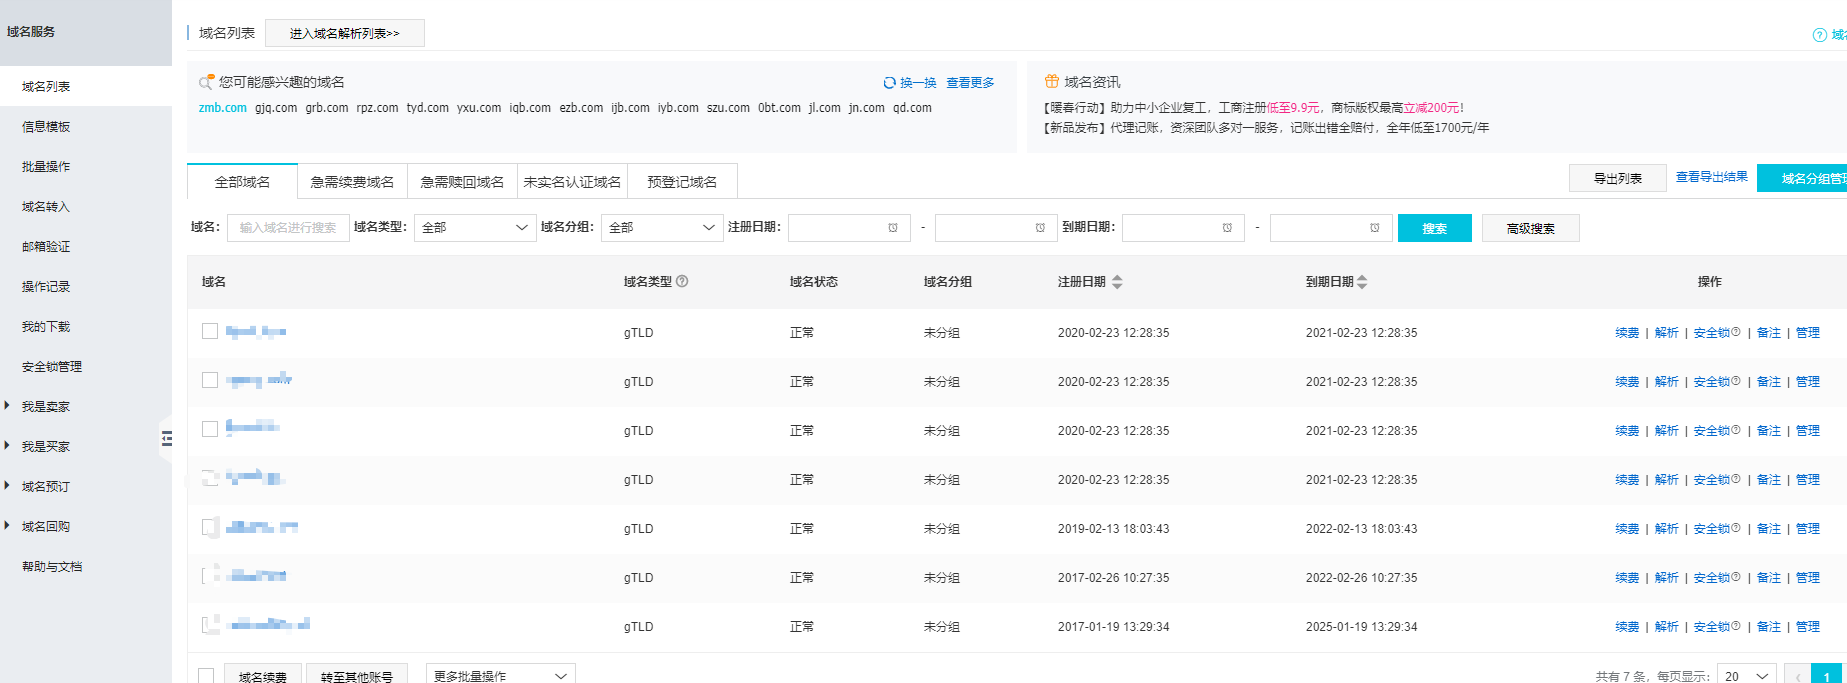 域名服务
域名列表
信息模板
批量操作
域名转入
邮箱验证
操作记录
我的下载
安全锁管理
我是卖家
我是买家
域名预订
域名回购
帮助与文档
域名列表 进入域名解析列表>>
您可能感兴趣的域名 换一换 查看更多
zmb.com gjq.com grb.com rpz.com tyd.com yxu.com iqb.com ezb.com ijb.com iyb.com szu.com 0bt.com jl.com jn.com qd.com
域名资讯
【暖春行动】助力中小企业复工，工商注册低至9.9元，商标版权最高立减200元！
【新品发布】代理记账，资深团队多对一服务，记账出错全赔付，全年低至1700元/年
全部域名 急需续费域名 急需赎回域名 未实名认证域名 预登记域名 导出列表 查看导出结果 域名分组管
域名： 输入域名进行搜索 域名类型： 全部 域名分组： 全部 注册日期： - 到期日期： - 搜索 高级搜索
域名 域名类型 域名状态 域名分组 注册日期 到期日期 操作
gTLD 正常 未分组 2020-02-23 12:28:35 2021-02-23 12:28:35 续费 | 解析 | 安全锁 | 备注 | 管理
gTLD 正常 未分组 2020-02-23 12:28:35 2021-02-23 12:28:35 续费 | 解析 | 安全锁 | 备注 | 管理
gTLD 正常 未分组 2020-02-23 12:28:35 2021-02-23 12:28:35 续费 | 解析 | 安全锁 | 备注 | 管理
gTLD 正常 未分组 2020-02-23 12:28:35 2021-02-23 12:28:35 续费 | 解析 | 安全锁 | 备注 | 管理
gTLD 正常 未分组 2019-02-13 18:03:43 2022-02-13 18:03:43 续费 | 解析 | 安全锁 | 备注 | 管理
gTLD 正常 未分组 2017-02-26 10:27:35 2022-02-26 10:27:35 续费 | 解析 | 安全锁 | 备注 | 管理
gTLD 正常 未分组 2017-01-19 13:29:34 2025-01-19 13:29:34 续费 | 解析 | 安全锁 | 备注 | 管理
域名续费 转至其他账号 更多批量操作 共有 7 条，每页显示： 20 1